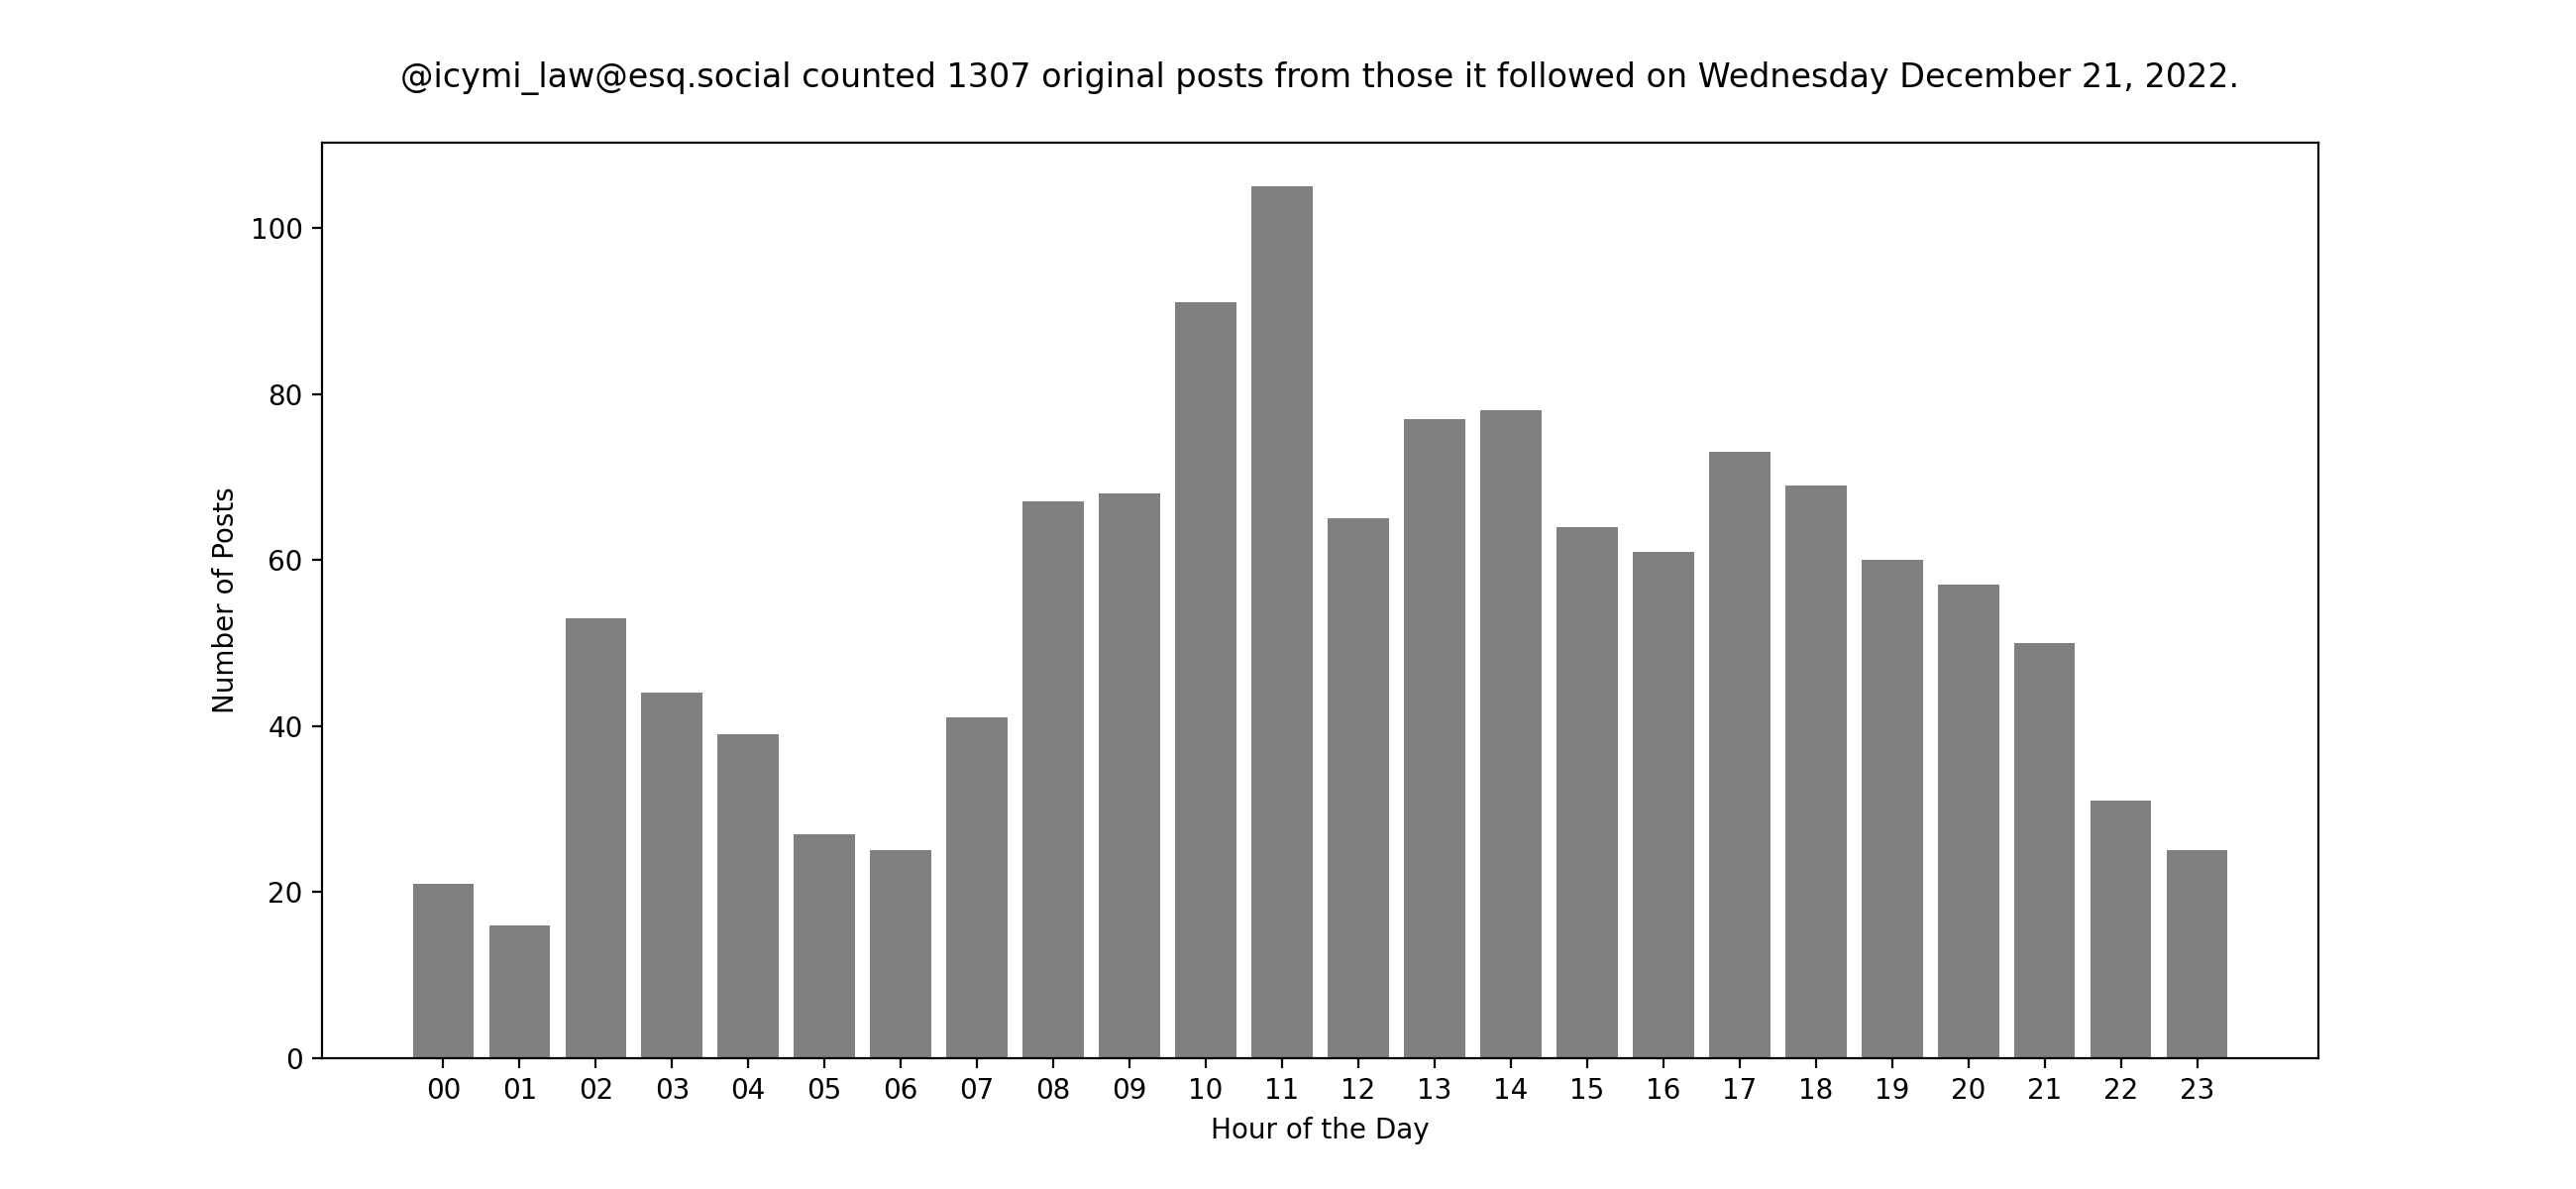 @icymi_law@esq.social counted 1307 original posts from those it followed on Wednesday December 21, 2022.
100
80
60
40
20
0
Number of Posts
00 01 02 03 04 05 06 07 08 09 10 11 12 13 14 15 16 17 18 19 20 21 22 23
Hour of the Day